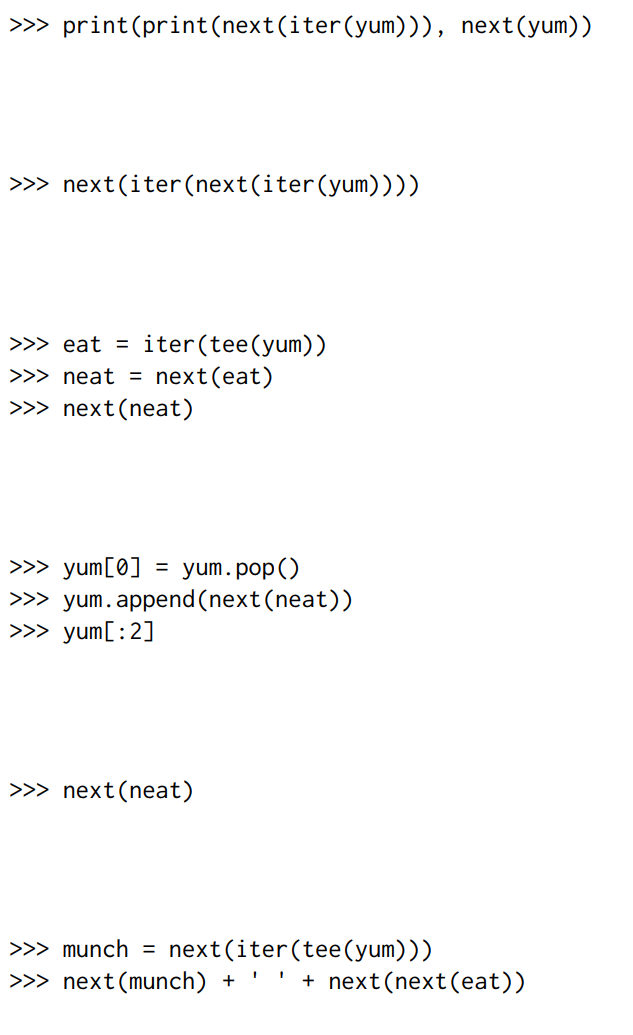 >>> print(print(next(iter(yum))), next(yum))
>>> next(iter(next(iter(yum))))
>>> eat = iter(tee(yum))
>>> neat = next(eat)
>>> next(neat)
>>> yum[0] = yum.pop()
>>> yum.append(next(neat))
>>> yum[:2]
>>> next(neat)
>>> munch = next(iter(tee(yum)))
>>> next(munch) + ' ' + next(next(eat))